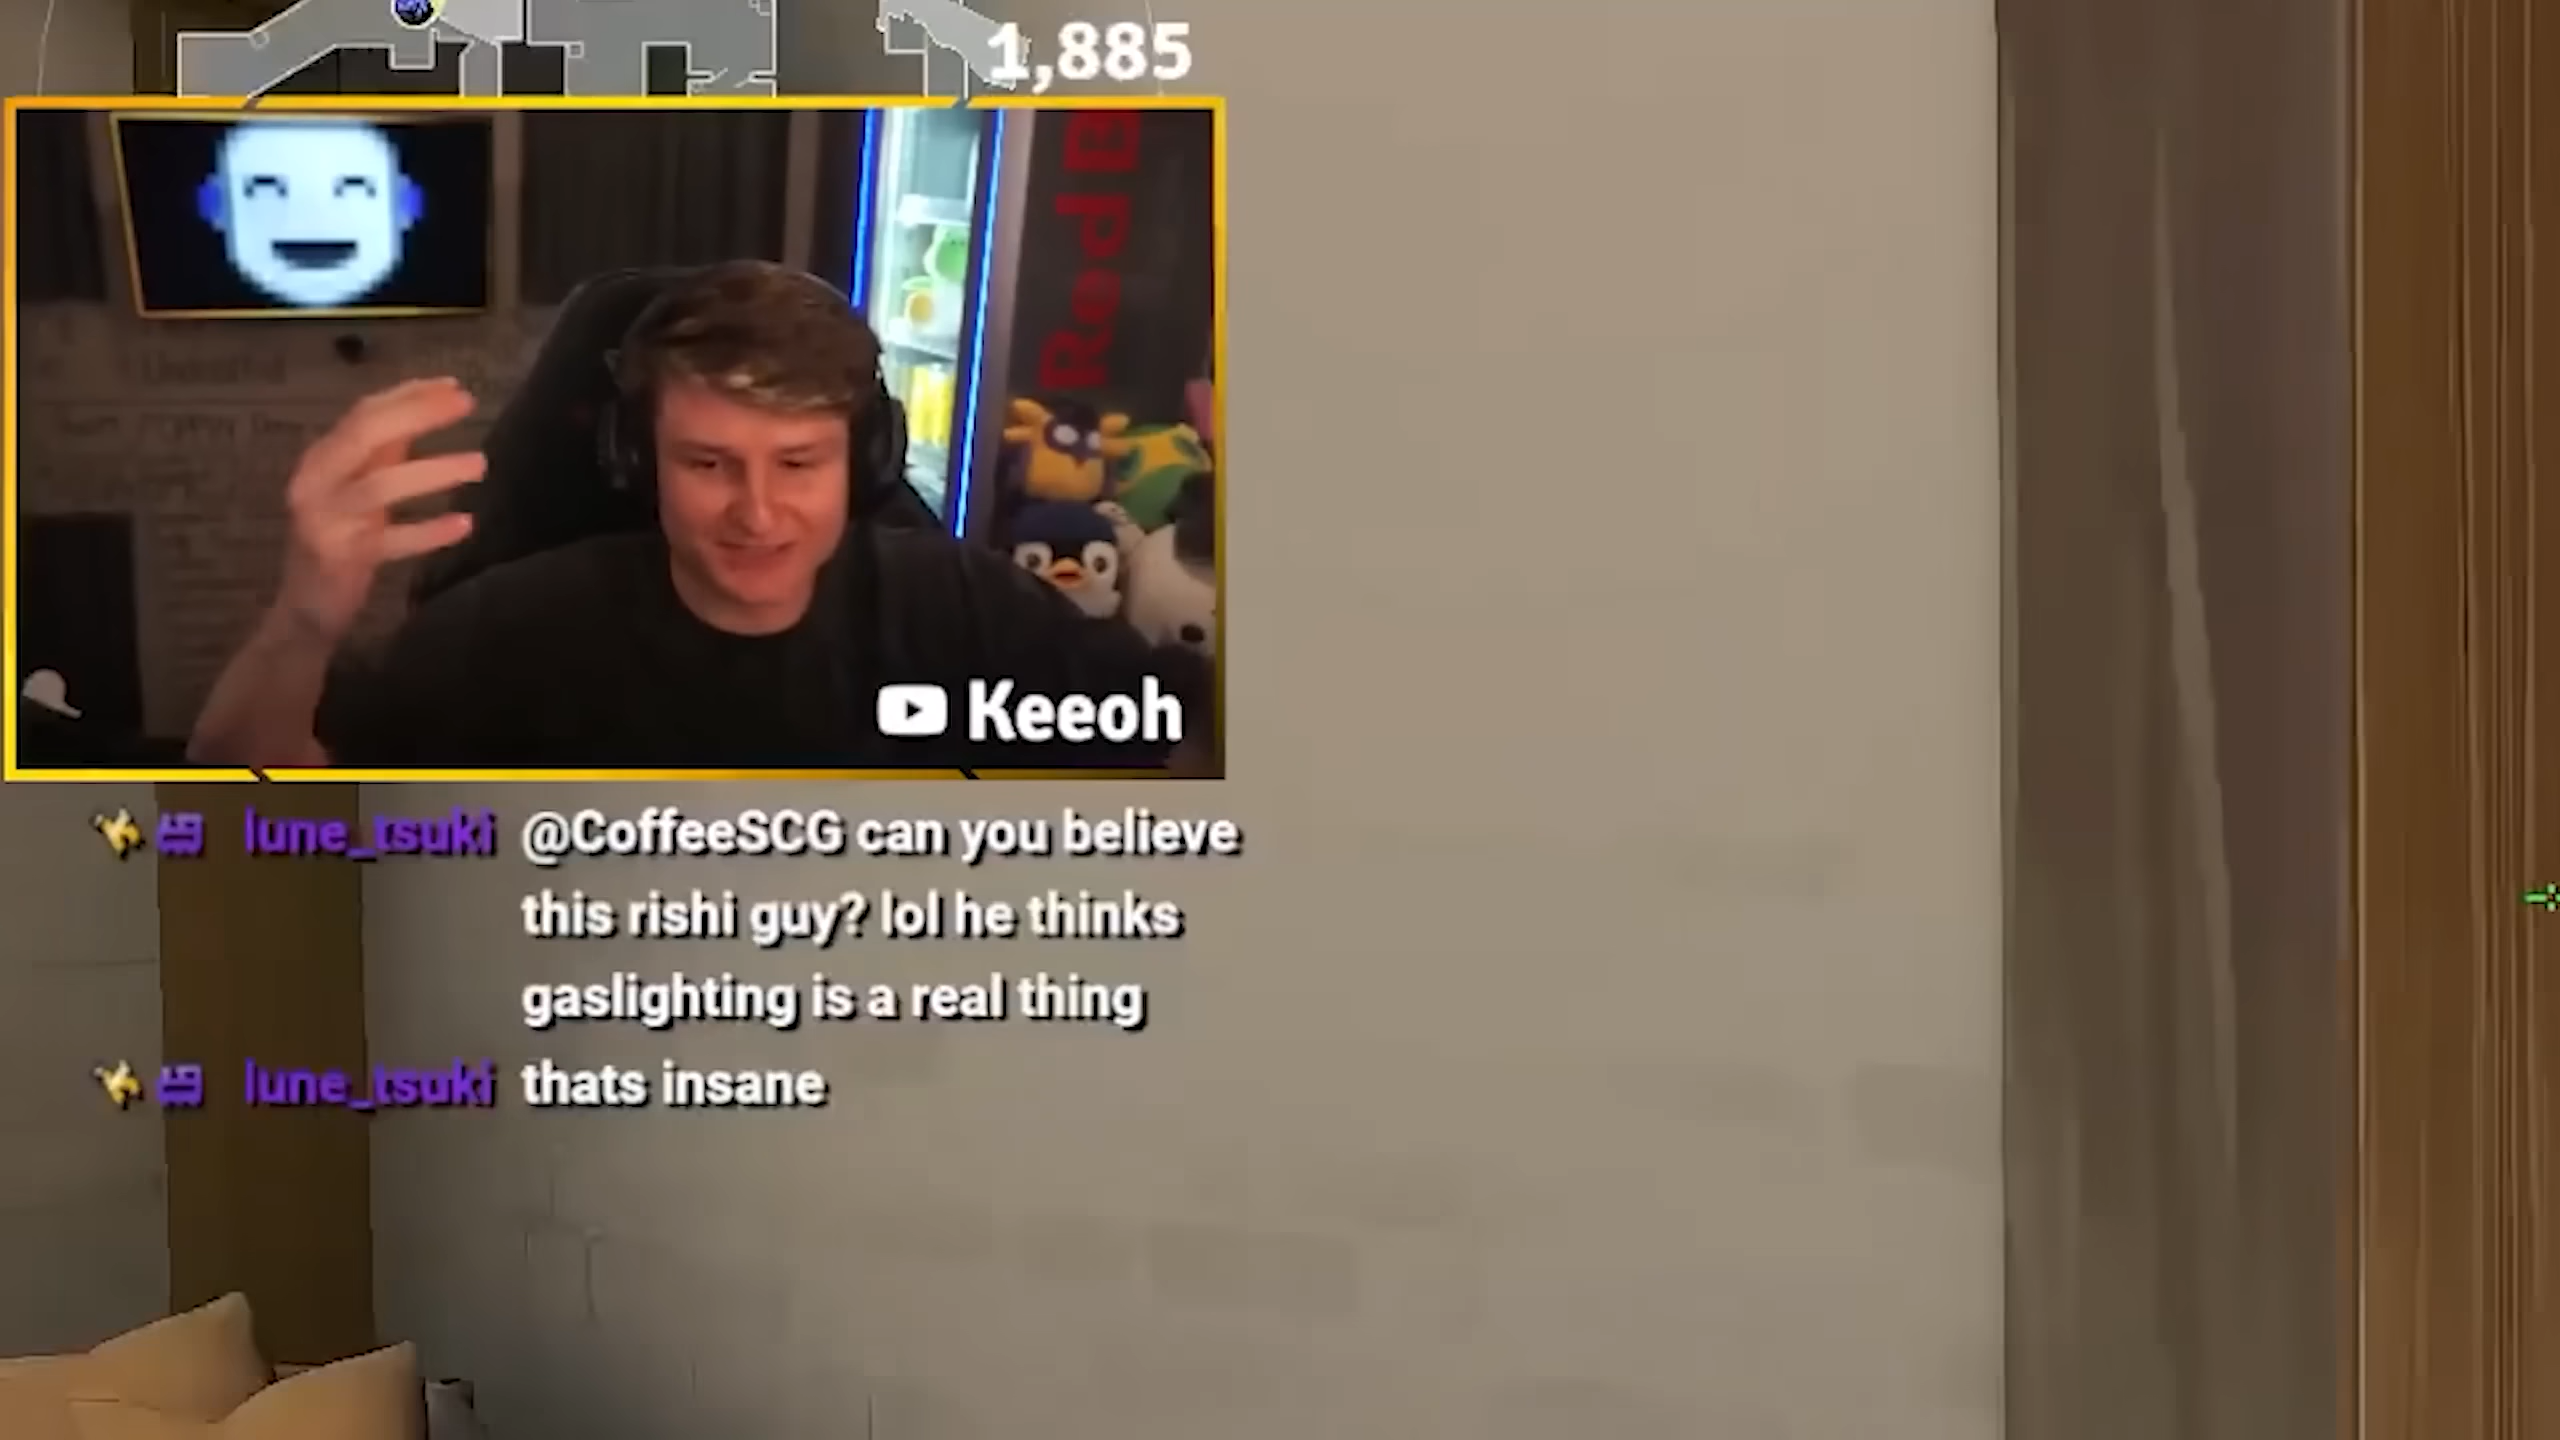 1,885
Red B
Keeoh
lune_tsuki @CoffeeSCG can you believe
this rishi guy? lol he thinks
gaslighting is a real thing
lune_tsuki thats insane